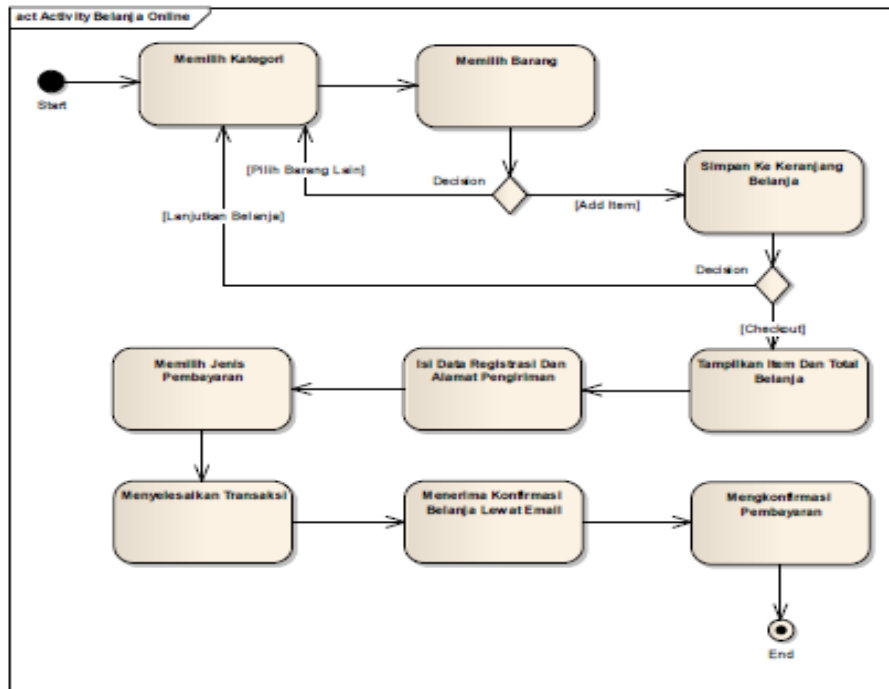 act Activity Belanja Online
Memilih Kategori
Memilih Barang
Start
[Pilih Barang Lain]
Decision
Simpan Ke Keranjang
Belanja
[Add Item]
[Lanjutkan Belanja]
Decision
[Checkout]
Memilih Jenis
Pembayaran
Isi Data Registrasi Dan
Alamat Pengiriman
Tampilkan Item Dan Total
Belanja
Menyelesaikan Transaksi
Menerima Konfirmasi
Belanja Lewat Email
Mengkonfirmasi
Pembayaran
End